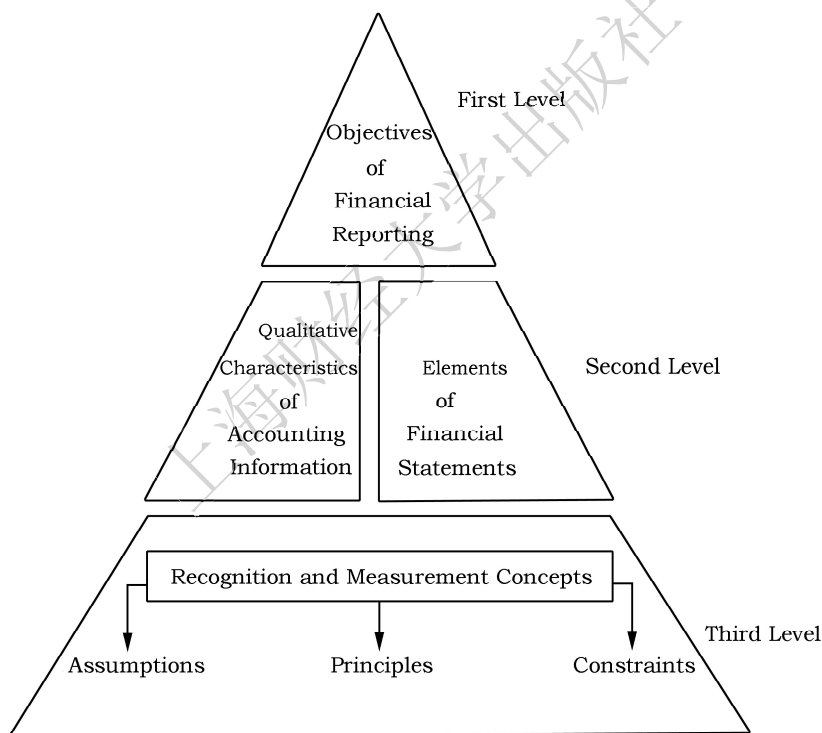 First Level
Objectives
of
Financial
Reporting
Qualitative
Characteristics
of
Accounting
Information
Elements
of
Financial
Statements
Second Level
Recognition and Measurement Concepts
Assumptions
Principles
Constraints
Third Level
上海财经大学出版社